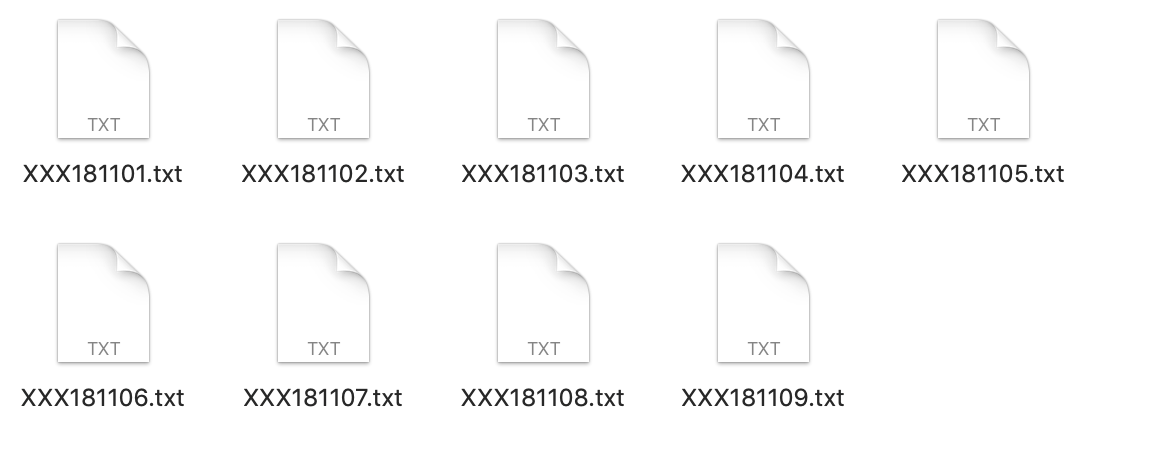 TXT TXT TXT TXT TXT
XXX181101.txt XXX181102.txt XXX181103.txt XXX181104.txt XXX181105.txt
TXT TXT TXT TXT
XXX181106.txt XXX181107.txt XXX181108.txt XXX181109.txt